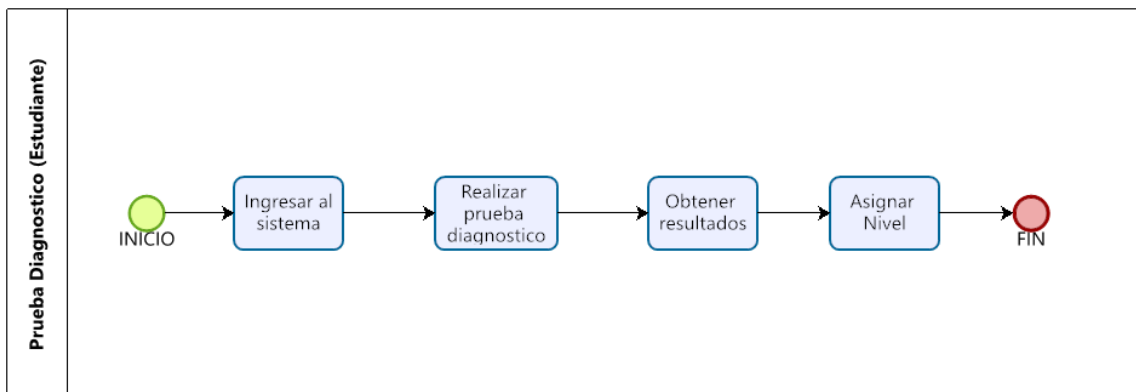 Prueba Diagnostico (Estudiante)
INICIO
Ingresar al
sistema
Realizar
prueba
diagnostico
Obtener
resultados
Asignar
Nivel
FIN